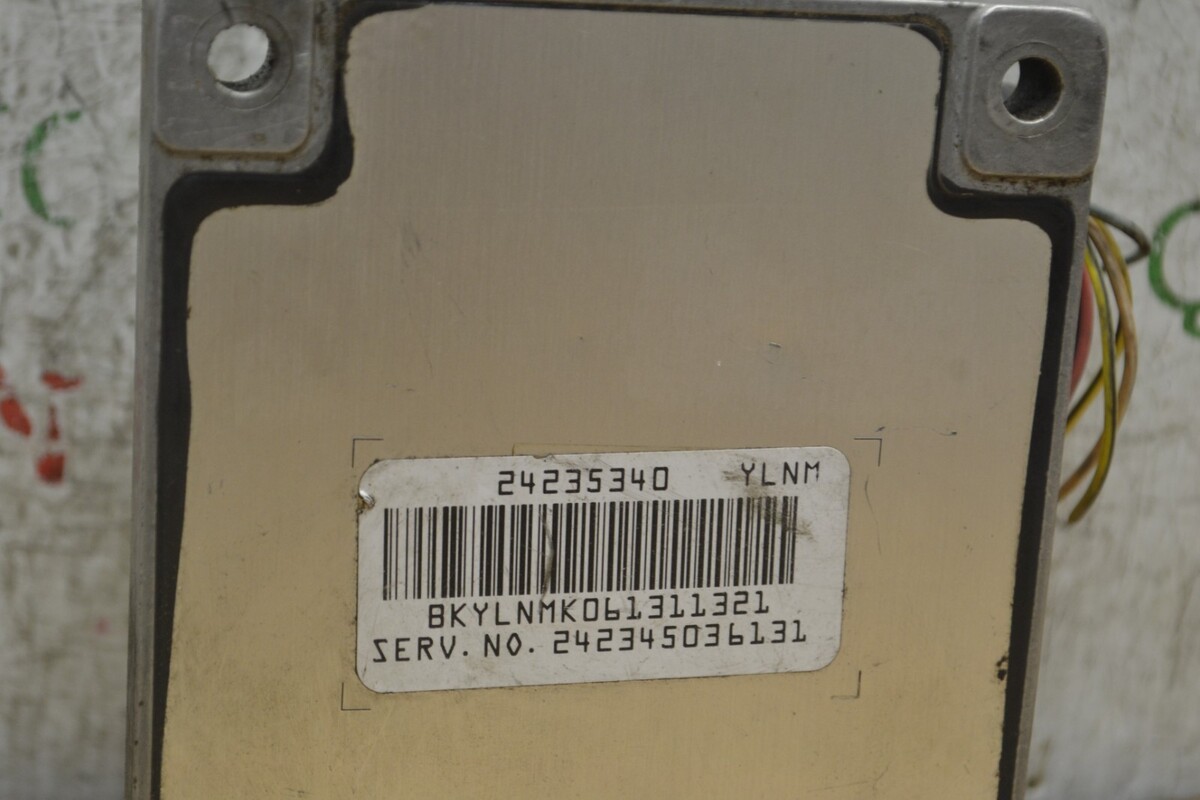 24235340 YLNM
BKYLNMK061311321
SERV. NO. 242345036131